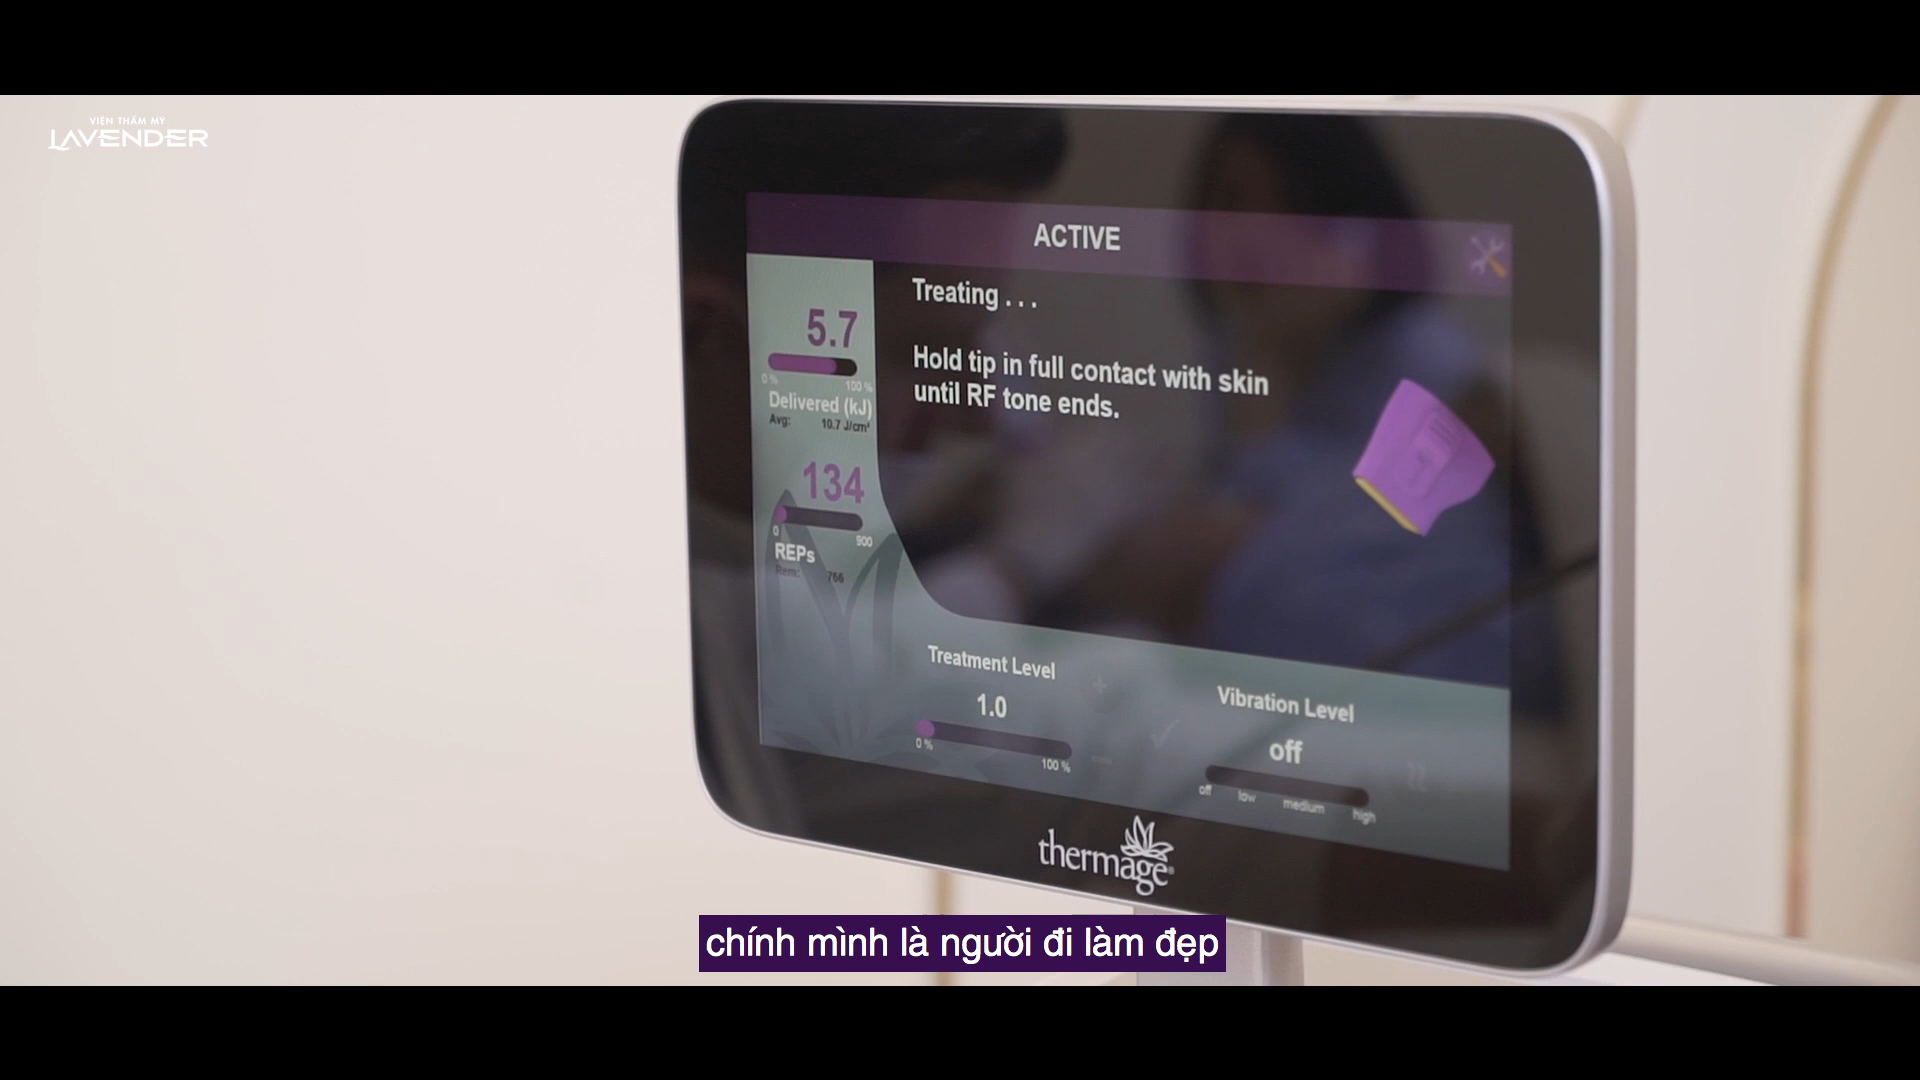 VIỆN THẨM MỸ
LAVENDER
ACTIVE
Treating . . .
Hold tip in full contact with skin
until RF tone ends.
5.7
0 % 100 %
Delivered (kJ)
Avg: 10.7 J/cm²
134
0 900
REPs
Rem: 766
Treatment Level
1.0
0 % 100 %
Vibration Level
off
off low medium high
thermage®
chính mình là người đi làm đẹp